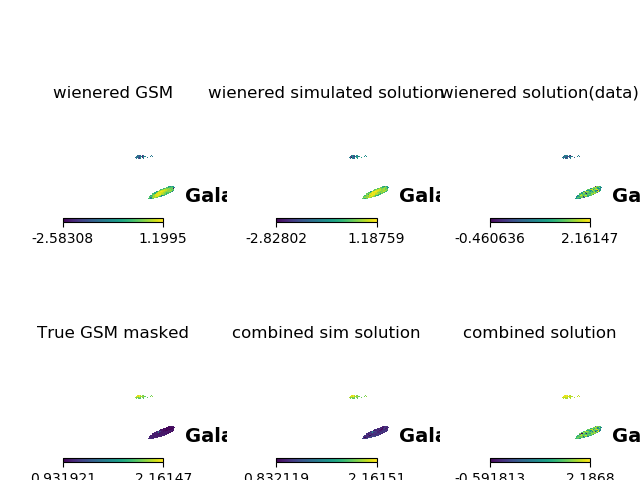 wienered GSM wienered simulated solution wienered solution(data)
Gala Gala Ga
-2.58308 1.1995 -2.82802 1.18759 -0.460636 2.16147
True GSM masked combined sim solution combined solution
Gala Gala Ga
0.931921 2.16147 0.832119 2.16151 -0.591813 2.1868